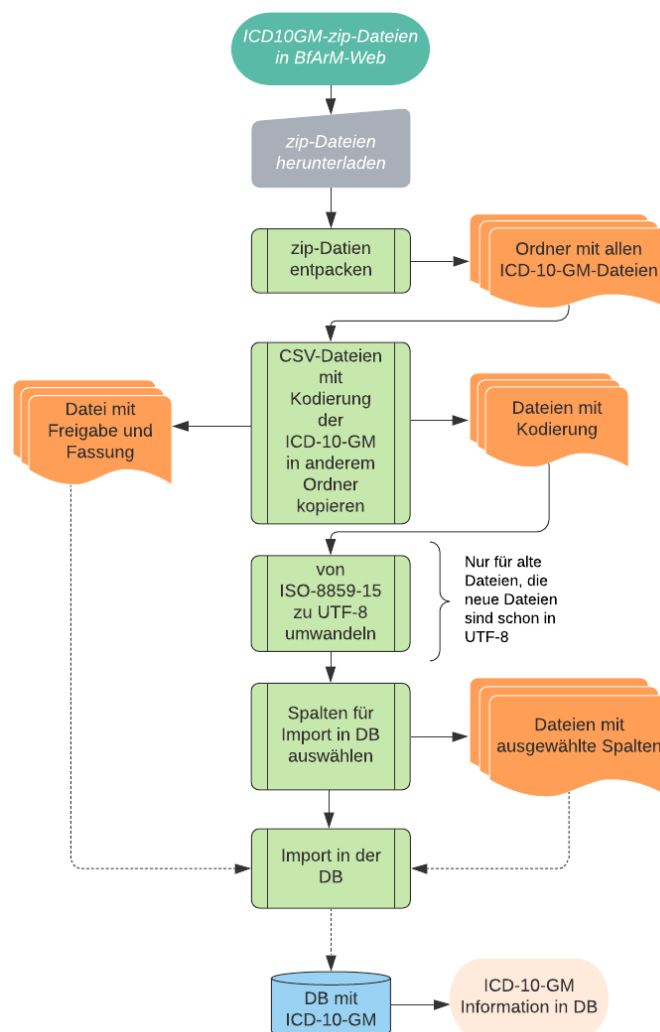 ICD10GM-zip-Dateien
in BfArM-Web
zip-Dateien
herunterladen
zip-Datien
entpacken
Ordner mit allen
ICD-10-GM-Dateien
CSV-Dateien
mit
Kodierung
der
ICD-10-GM
in anderem
Ordner
kopieren
Datei mit
Freigabe und
Fassung
Dateien mit
Kodierung
von
ISO-8859-15
zu UTF-8
umwandeln
Nur für alte
Dateien, die
neue Dateien
sind schon in
UTF-8
Spalten für
Import in DB
auswählen
Dateien mit
ausgewählte Spalten
Import in der
DB
DB mit
ICD-10-GM
ICD-10-GM
Information in DB